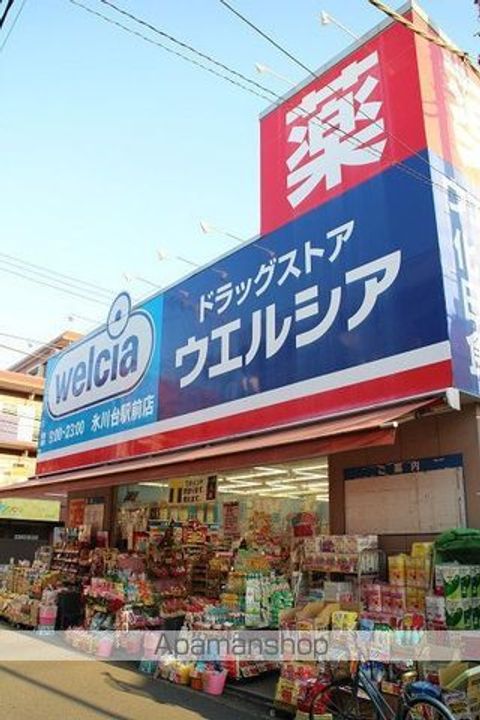 薬
ドラッグストア
ウエルシア
welcia
9:00~23:00 氷川台駅前店
ご案内
Apamanshop